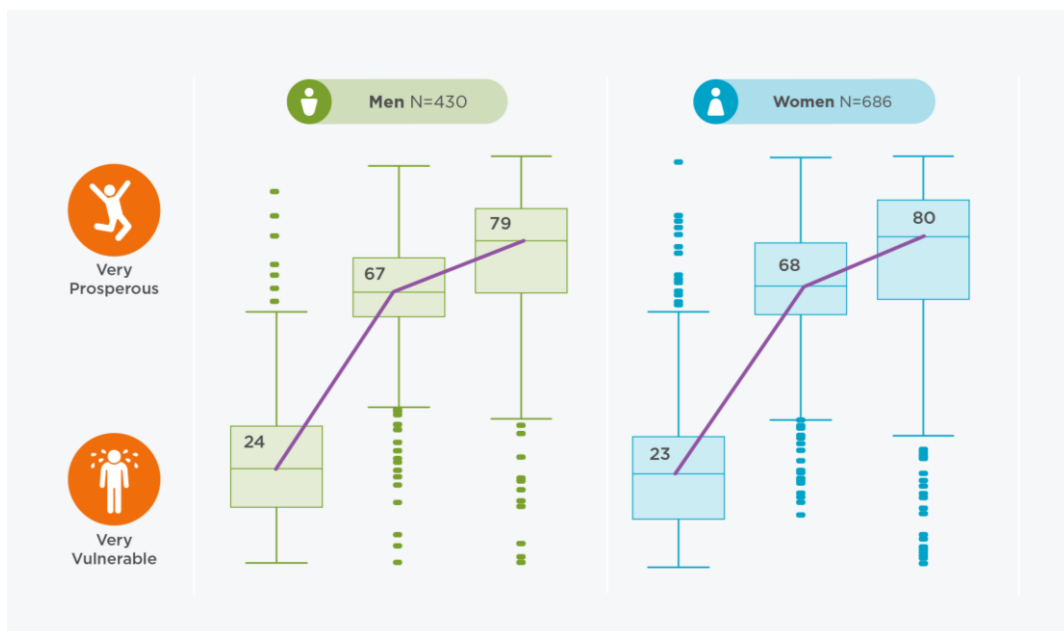 Men N=430
Women N=686
Very
Prosperous
79
80
67
68
24
23
Very
Vulnerable